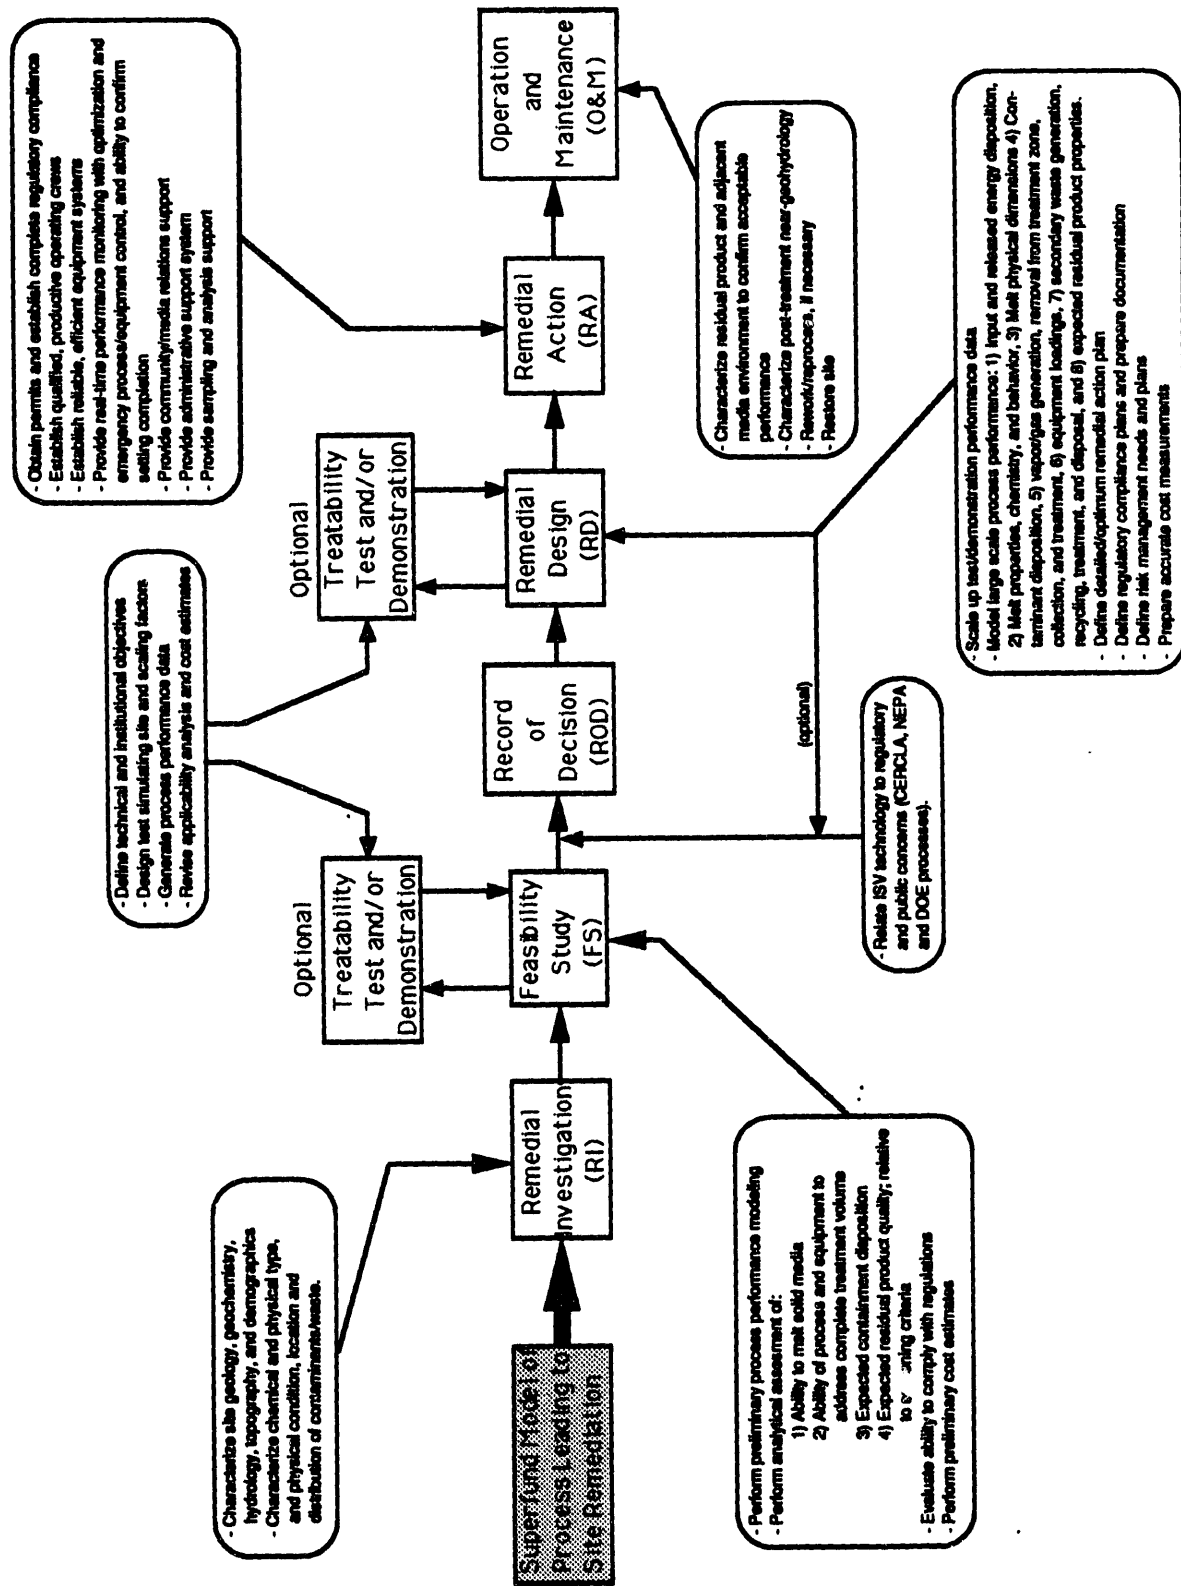 Superfund Model of
Process Leading to
Site Remediation
- Characterize site geology, geochemistry,
hydrology, topography, and demographics
- Characterize chemical and physical type,
and physical condition, location and
distribution of contaminants/waste.
Remedial
Investigation
(RI)
- Perform preliminary process performance modeling
- Perform analytical assesment of:
1) Ability to melt solid media
2) Ability of process and equipment to
address complete treatment volume
3) Expected containment disposition
4) Expected residual product quality; relative
to criteria
- Evaluate ability to comply with regulations
- Perform preliminary cost estimates
Feasibility
Study
(FS)
Optional
Treatability
Test and/or
Demonstration
- Define technical and institutional objectives
- Design test simulating site and scaling factors
- Generate process performance data
- Revise applicability analysis and cost estimates
- Relate ISV technology to regulatory
and public concerns (CERCLA, NEPA
and DOE processes).
(optional)
Record
of
Decision
(ROD)
Optional
Treatability
Test and/or
Demonstration
Remedial
Design
(RD)
- Scale up test/demonstration performance data
- Model large scale process performance: 1) Input and released energy disposition,
2) Melt properties, chemistry, and behavior, 3) Melt physical dimensions 4) Con-
taminant disposition, 5) vapor/gas generation, removal from treatment zone,
collection, and treatment, 6) equipment loadings, 7) secondary waste generation,
recycling, treatment, and disposal, and 8) expected residual product properties.
- Define detailed/optimum remedial action plan
- Define regulatory compliance plans and prepare documentation
- Define risk management needs and plans
- Prepare accurate cost measurements
Remedial
Action
(RA)
- Obtain permits and establish complete regulatory compliance
- Establish qualified, productive operating crews
- Establish reliable, efficient equipment systems
- Provide real-time performance monitoring with optimization and
emergency process/equipment control, and ability to confirm
setting completion
- Provide community/media relations support
- Provide administrative support system
- Provide sampling and analysis support
Operation
and
Maintenance
(O&M)
- Characterize residual product and adjacent
media environment to confirm acceptable
performance
- Characterize post-treatment near-geohydrology
- Rework/reprocess, if necessary
- Restore site